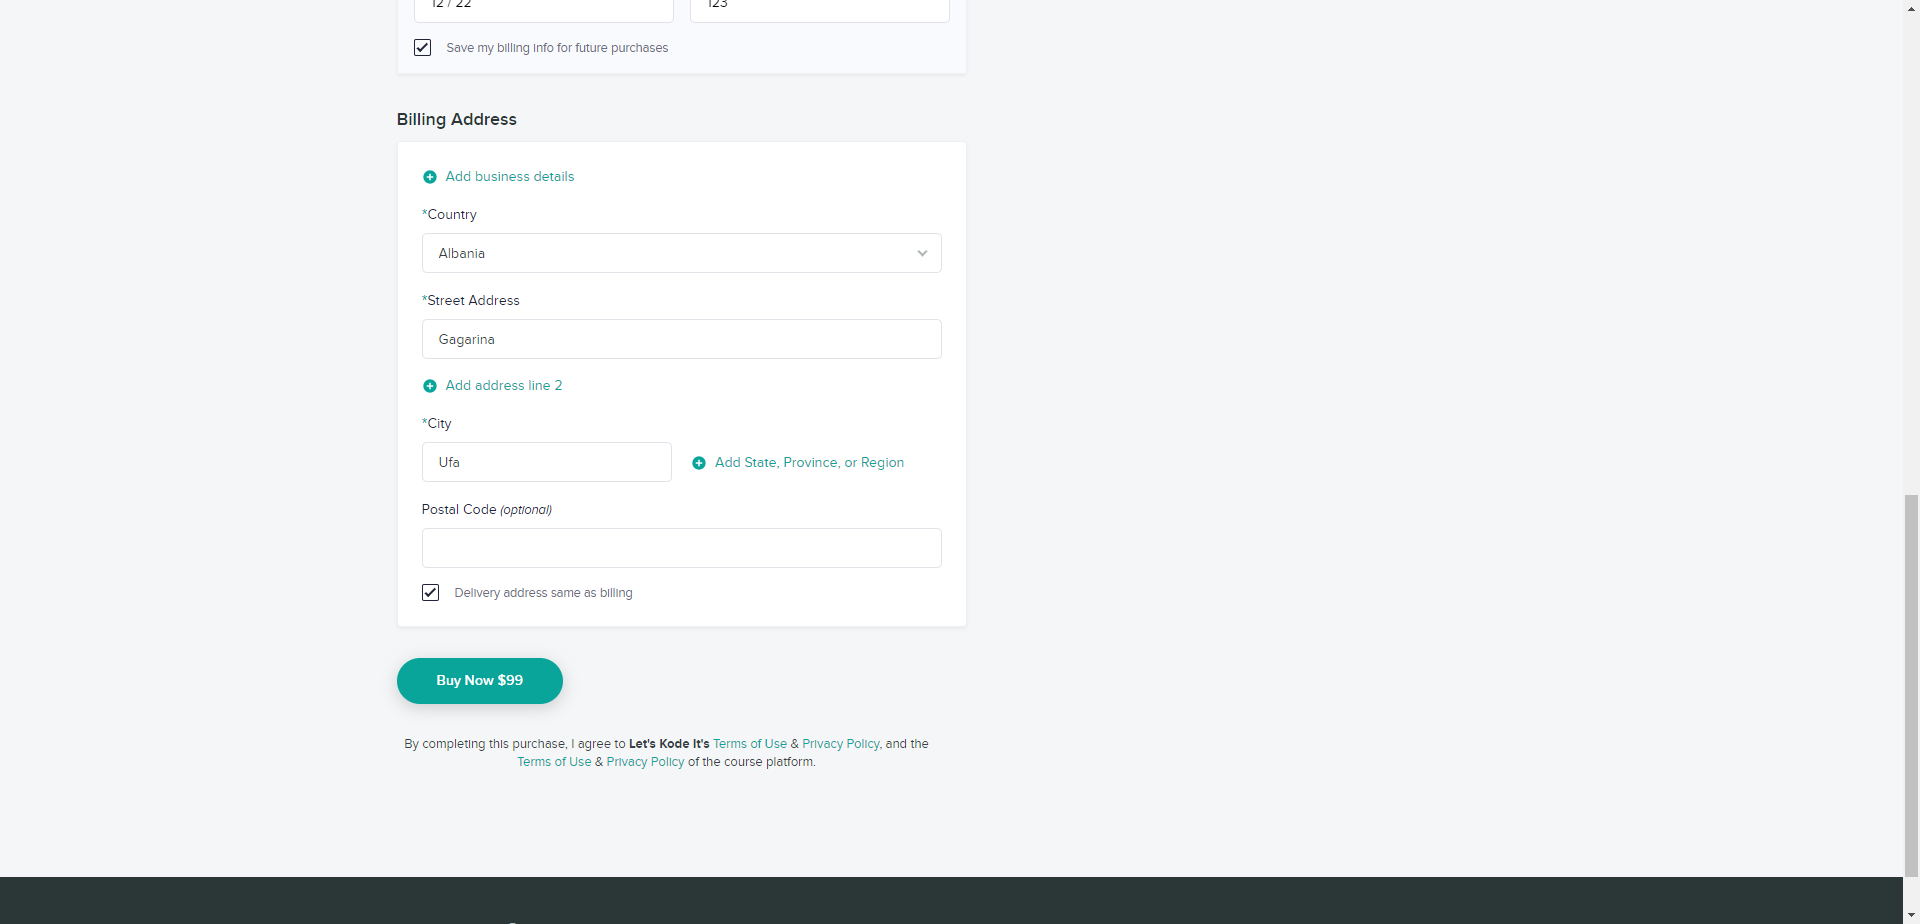 12 / 22
123
Save my billing info for future purchases
Billing Address
Add business details
*Country
Albania
*Street Address
Gagarina
Add address line 2
*City
Ufa
Add State, Province, or Region
Postal Code (optional)
Delivery address same as billing
Buy Now $99
By completing this purchase, I agree to Let's Kode It's Terms of Use & Privacy Policy, and the
Terms of Use & Privacy Policy of the course platform.